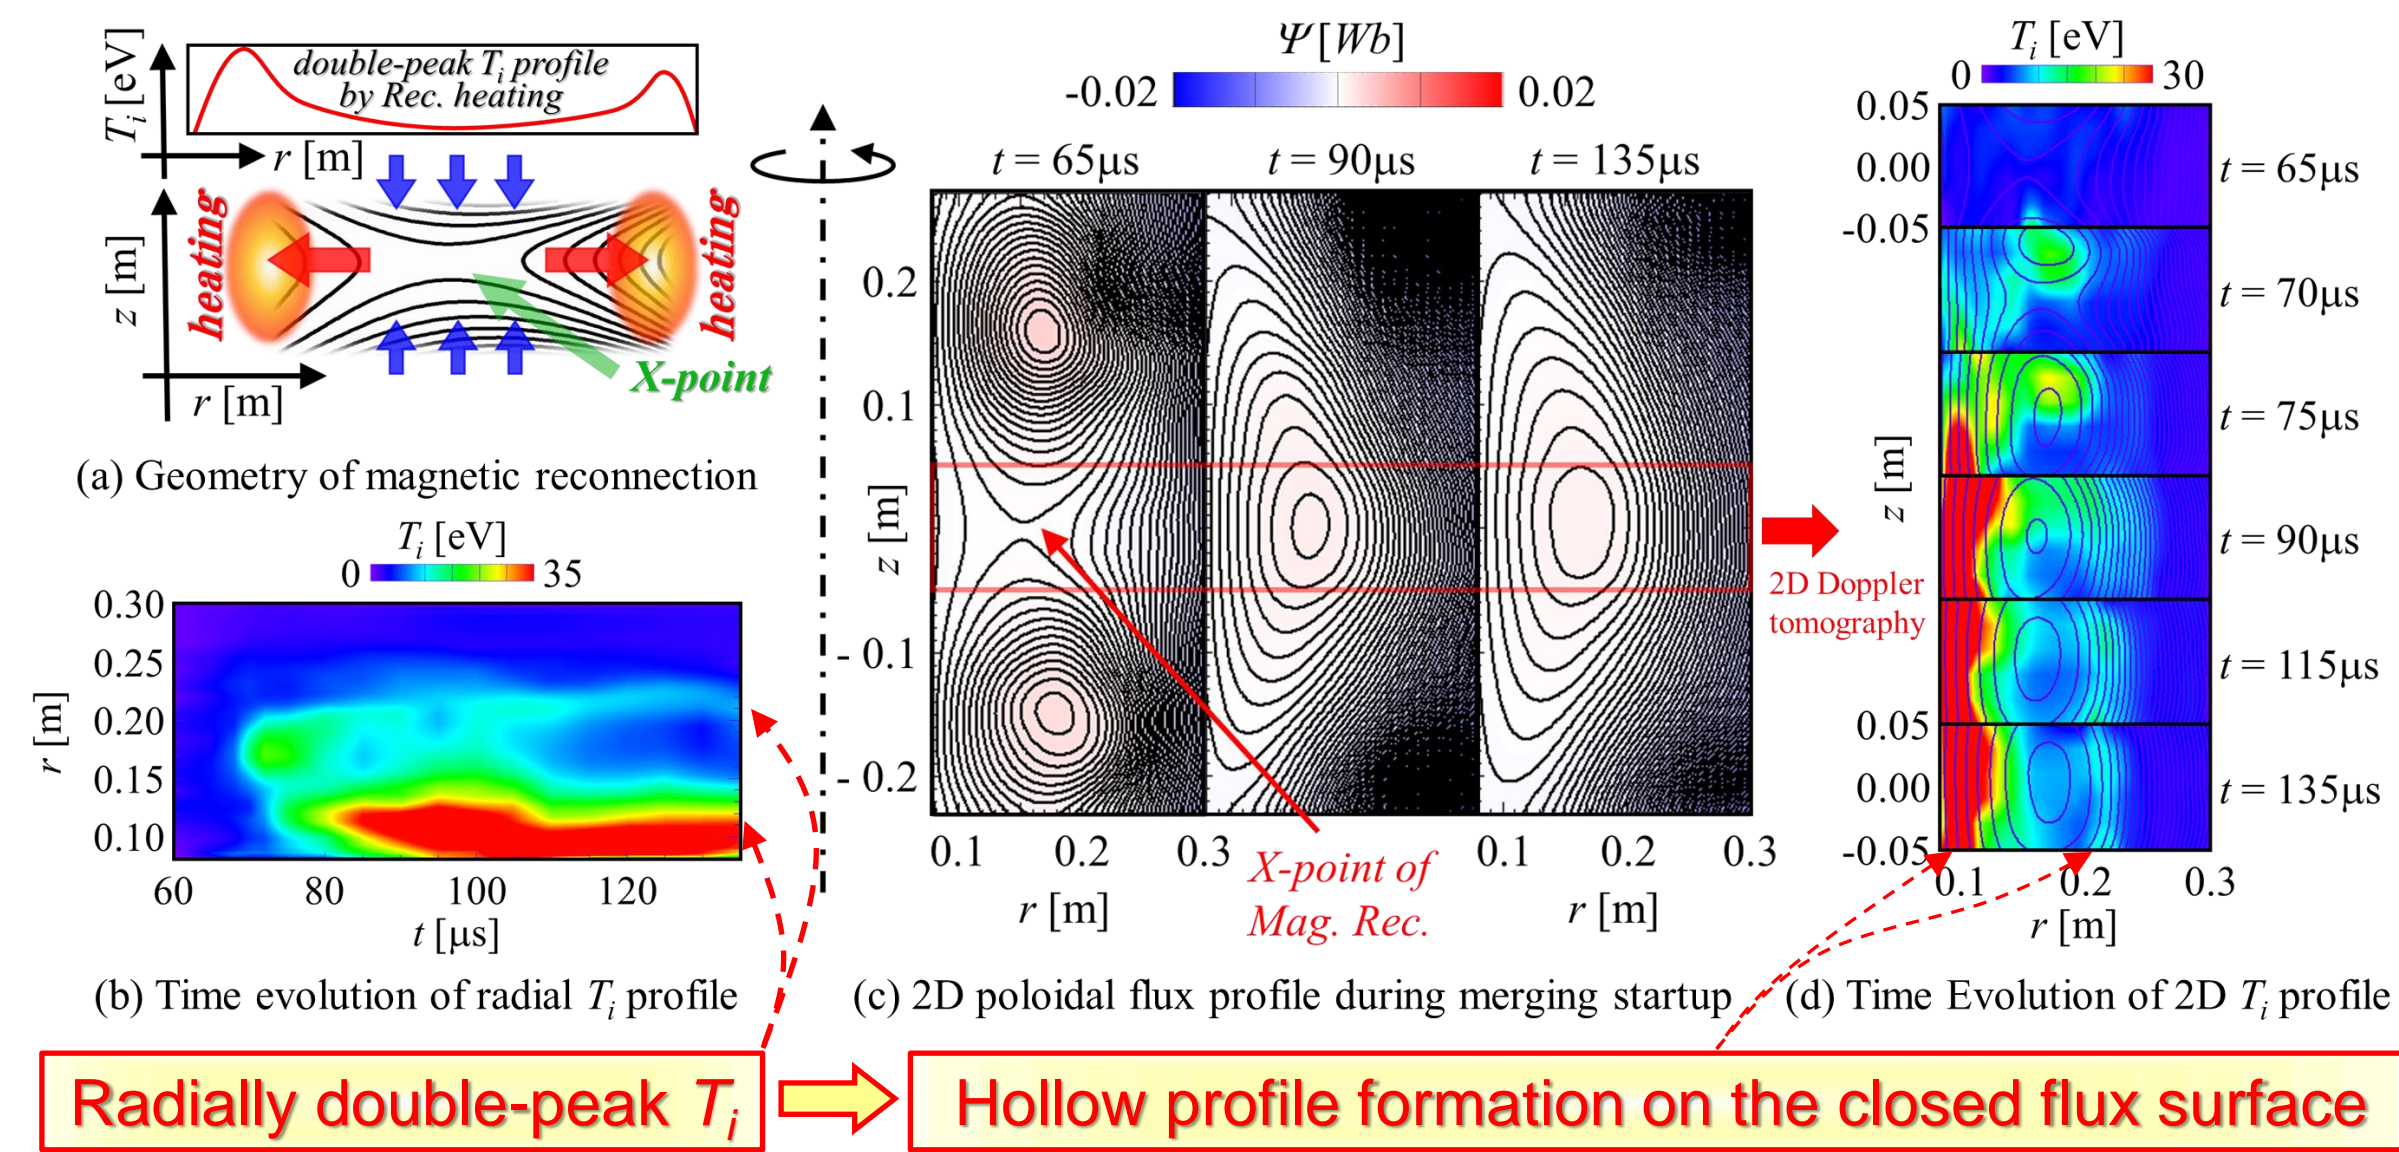 T_i [eV]
double-peak T_i profile
by Rec. heating
r [m]
z [m]
heating
heating
X-point
r [m]
(a) Geometry of magnetic reconnection
T_i [eV]
0 35
r [m]
0.30
0.25
0.20
0.15
0.10
60 80 100 120
t [μs]
(b) Time evolution of radial T_i profile
Ψ [Wb]
-0.02 0.02
t = 65μs t = 90μs t = 135μs
z [m]
0.2
0.1
- 0.1
- 0.2
0.1 0.2 0.3 0.1 0.2 0.3
r [m] r [m]
X-point of
Mag. Rec.
(c) 2D poloidal flux profile during merging startup
2D Doppler
tomography
T_i [eV]
0 30
0.05
0.00
-0.05
z [m]
0.05
0.00
-0.05
t = 65μs
t = 70μs
t = 75μs
t = 90μs
t = 115μs
t = 135μs
0.1 0.2 0.3
r [m]
(d) Time Evolution of 2D T_i profile
Radially double-peak T_i
Hollow profile formation on the closed flux surface